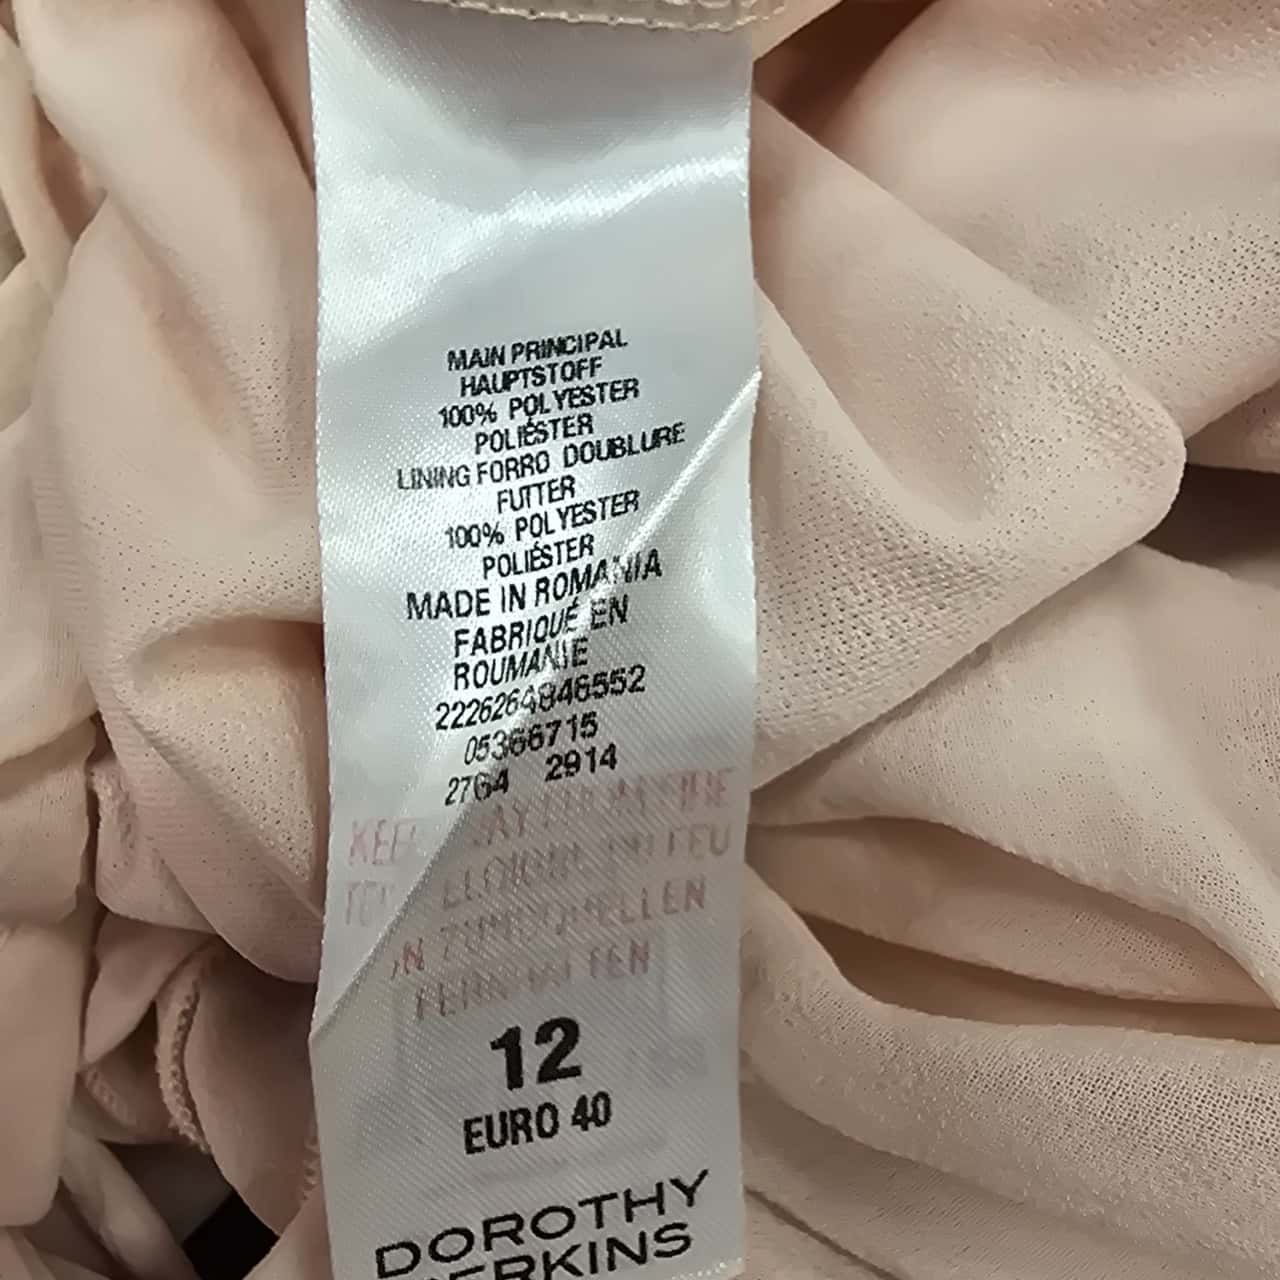 MAIN PRINCIPAL
HAUPTSTOFF
100% POLYESTER
POLIÉSTER
LINING FORRO DOUBLURE
FUTTER
100% POLYESTER
POLIÉSTER
MADE IN ROMANIA
FABRIQUÉ EN
ROUMANIE
2226264846552
05366715
2764 2914
FEU
12
EURO 40
DOROTHY
PERKINS